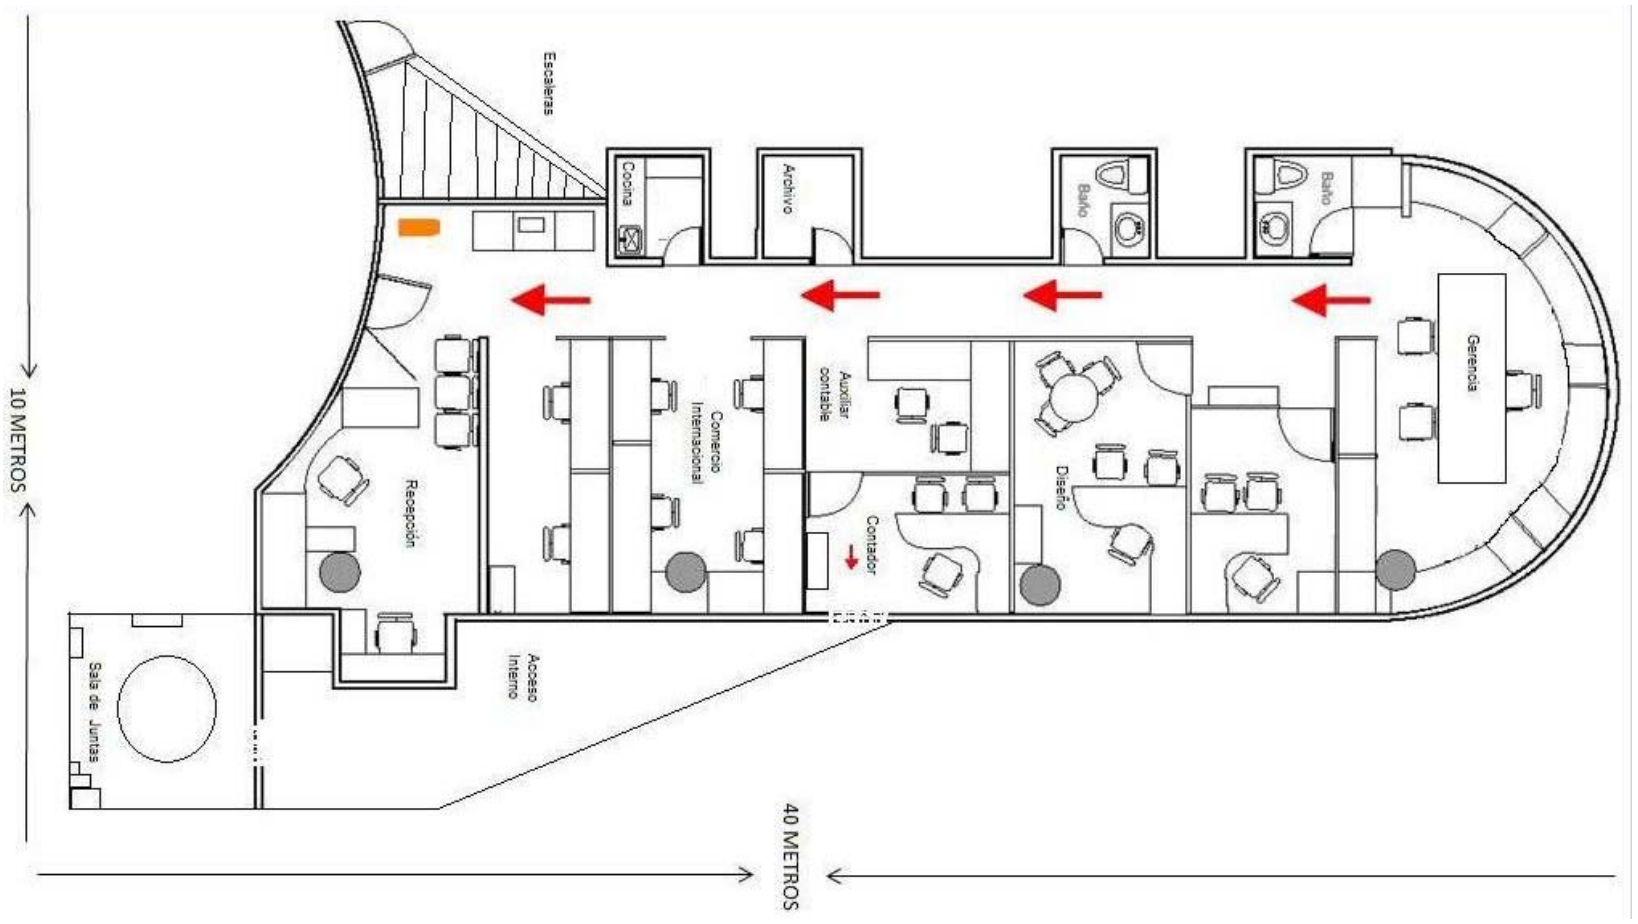 Escaleras
Cocina
Archivo
Baño
Baño
Gerencia
Auxiliar
contable
Comercio
Internacional
Diseño
Contador
Recepción
Acceso
Interno
Sala de Juntas
10 METROS
40 METROS